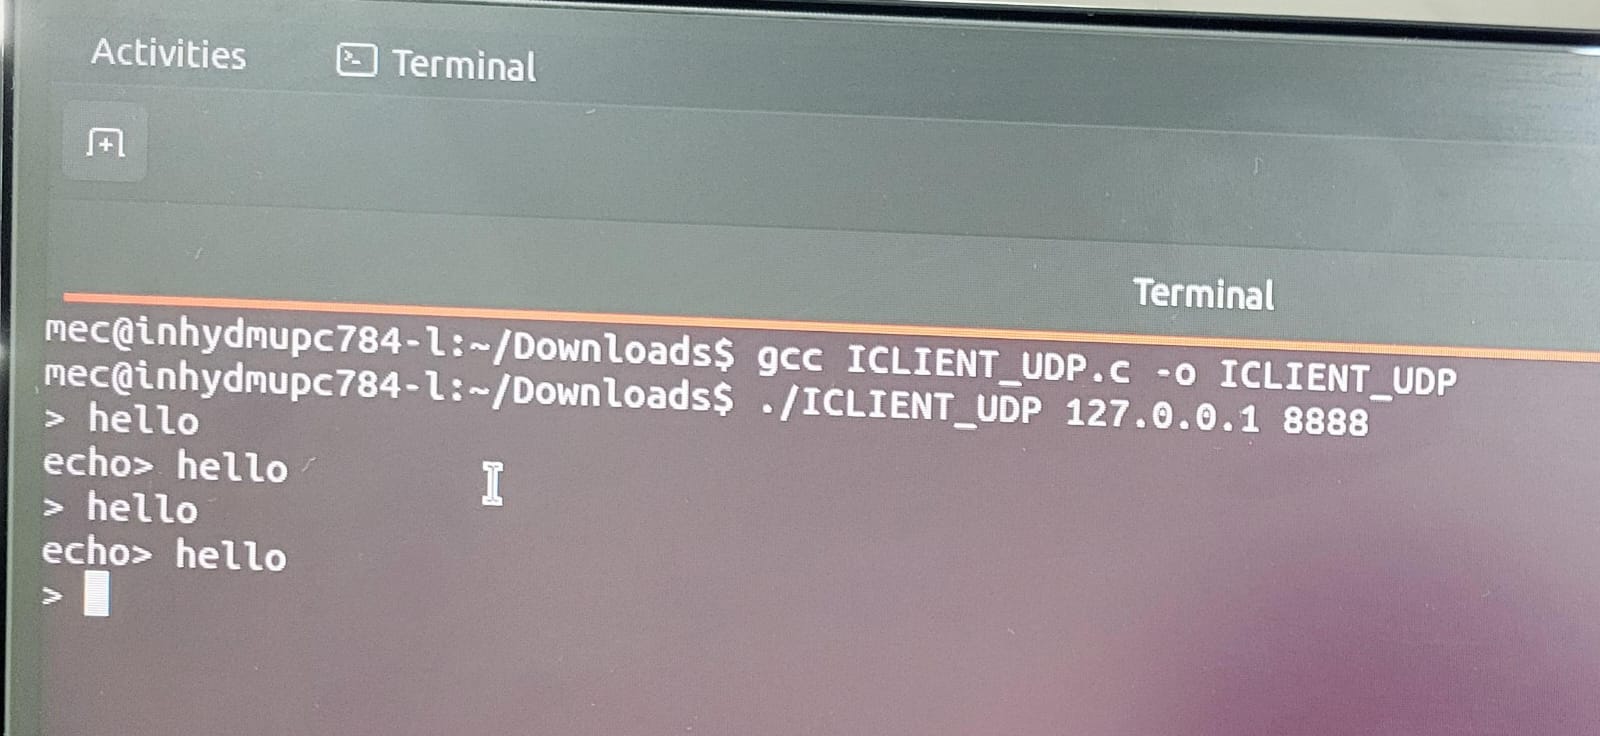 Activities Terminal
Terminal
mec@inhydmupc784-l:~/Downloads$ gcc ICLIENT_UDP.c -o ICLIENT_UDP
mec@inhydmupc784-l:~/Downloads$ ./ICLIENT_UDP 127.0.0.1 8888
> hello
echo> hello
> hello
echo> hello
>